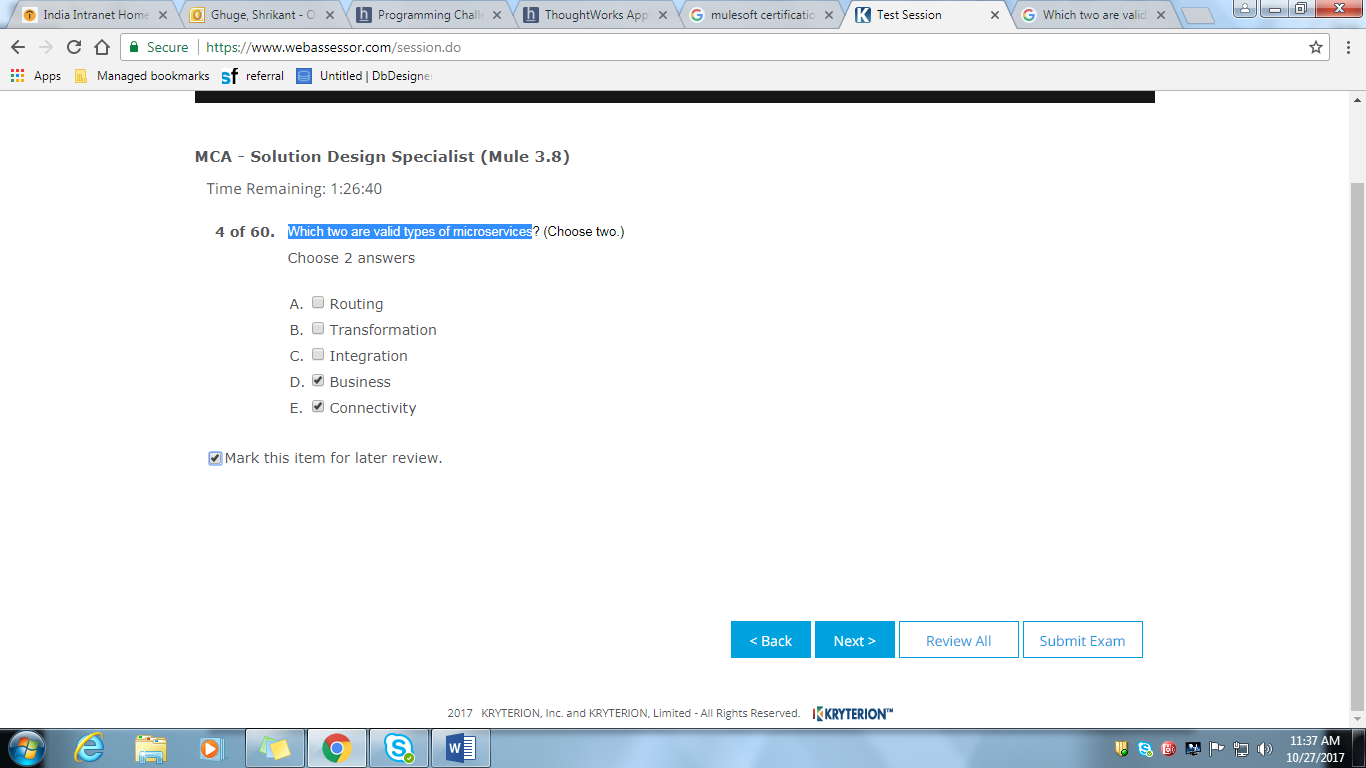 India Intranet Home
Ghuge, Shrikant - O
Programming Challe
ThoughtWorks App
mulesoft certificatio
Test Session
Which two are valid
Secure https://www.webassessor.com/session.do
Apps Managed bookmarks sf referral Untitled | DbDesigner
MCA - Solution Design Specialist (Mule 3.8)
Time Remaining: 1:26:40
4 of 60. Which two are valid types of microservices? (Choose two.)
Choose 2 answers
A. Routing
B. Transformation
C. Integration
D. Business
E. Connectivity
Mark this item for later review.
< Back Next > Review All Submit Exam
2017 KRYTERION, Inc. and KRYTERION, Limited - All Rights Reserved. KRYTERION™
11:37 AM
10/27/2017